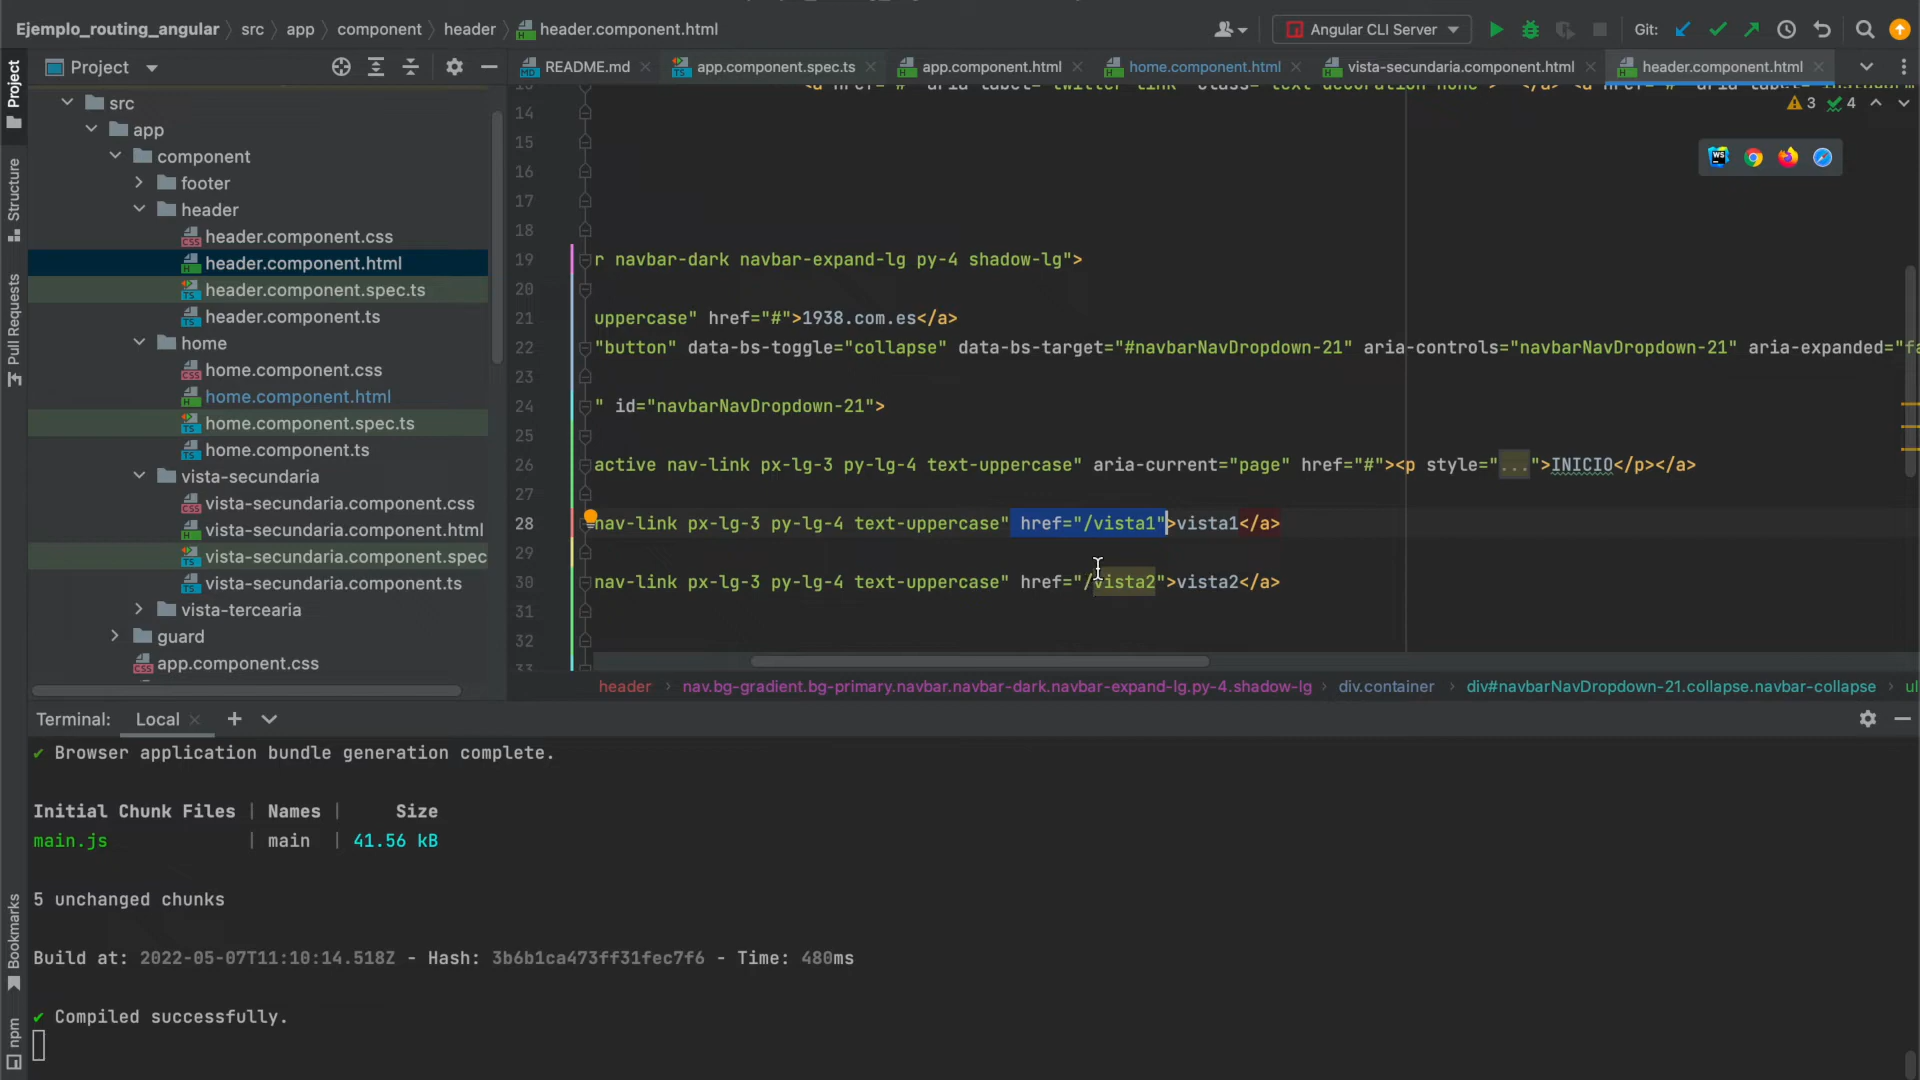 Ejemplo_routing_angular
src
app
component
header
header.component.html
Angular CLI Server
Git:
Project
README.md
app.component.spec.ts
app.component.html
home.component.html
vista-secundaria.component.html
header.component.html
Project
Structure
Pull Requests
Bookmarks
npm
src
app
component
footer
header
header.component.css
header.component.html
header.component.spec.ts
header.component.ts
home
home.component.css
home.component.html
home.component.spec.ts
home.component.ts
vista-secundaria
vista-secundaria.component.css
vista-secundaria.component.html
vista-secundaria.component.spec
vista-secundaria.component.ts
vista-tercearia
guard
app.component.css
3 4
14
15
16
17
18
19 r navbar-dark navbar-expand-lg py-4 shadow-lg">
20
21 uppercase" href="#">1938.com.es</a>
22 "button" data-bs-toggle="collapse" data-bs-target="#navbarNavDropdown-21" aria-controls="navbarNavDropdown-21" aria-expanded="fa
23
24 " id="navbarNavDropdown-21">
25
26 active nav-link px-lg-3 py-lg-4 text-uppercase" aria-current="page" href="#"><p style="...">INICIO</p></a>
27
28 nav-link px-lg-3 py-lg-4 text-uppercase" href="/vista1">vista1</a>
29
30 nav-link px-lg-3 py-lg-4 text-uppercase" href="/vista2">vista2</a>
31
32
33
header
nav.bg-gradient.bg-primary.navbar.navbar-dark.navbar-expand-lg.py-4.shadow-lg
div.container
div#navbarNavDropdown-21.collapse.navbar-collapse
ul
Terminal: Local
✔ Browser application bundle generation complete.
Initial Chunk Files | Names | Size
main.js | main | 41.56 kB
5 unchanged chunks
Build at: 2022-05-07T11:10:14.518Z - Hash: 3b6b1ca473ff31fec7f6 - Time: 480ms
✔ Compiled successfully.